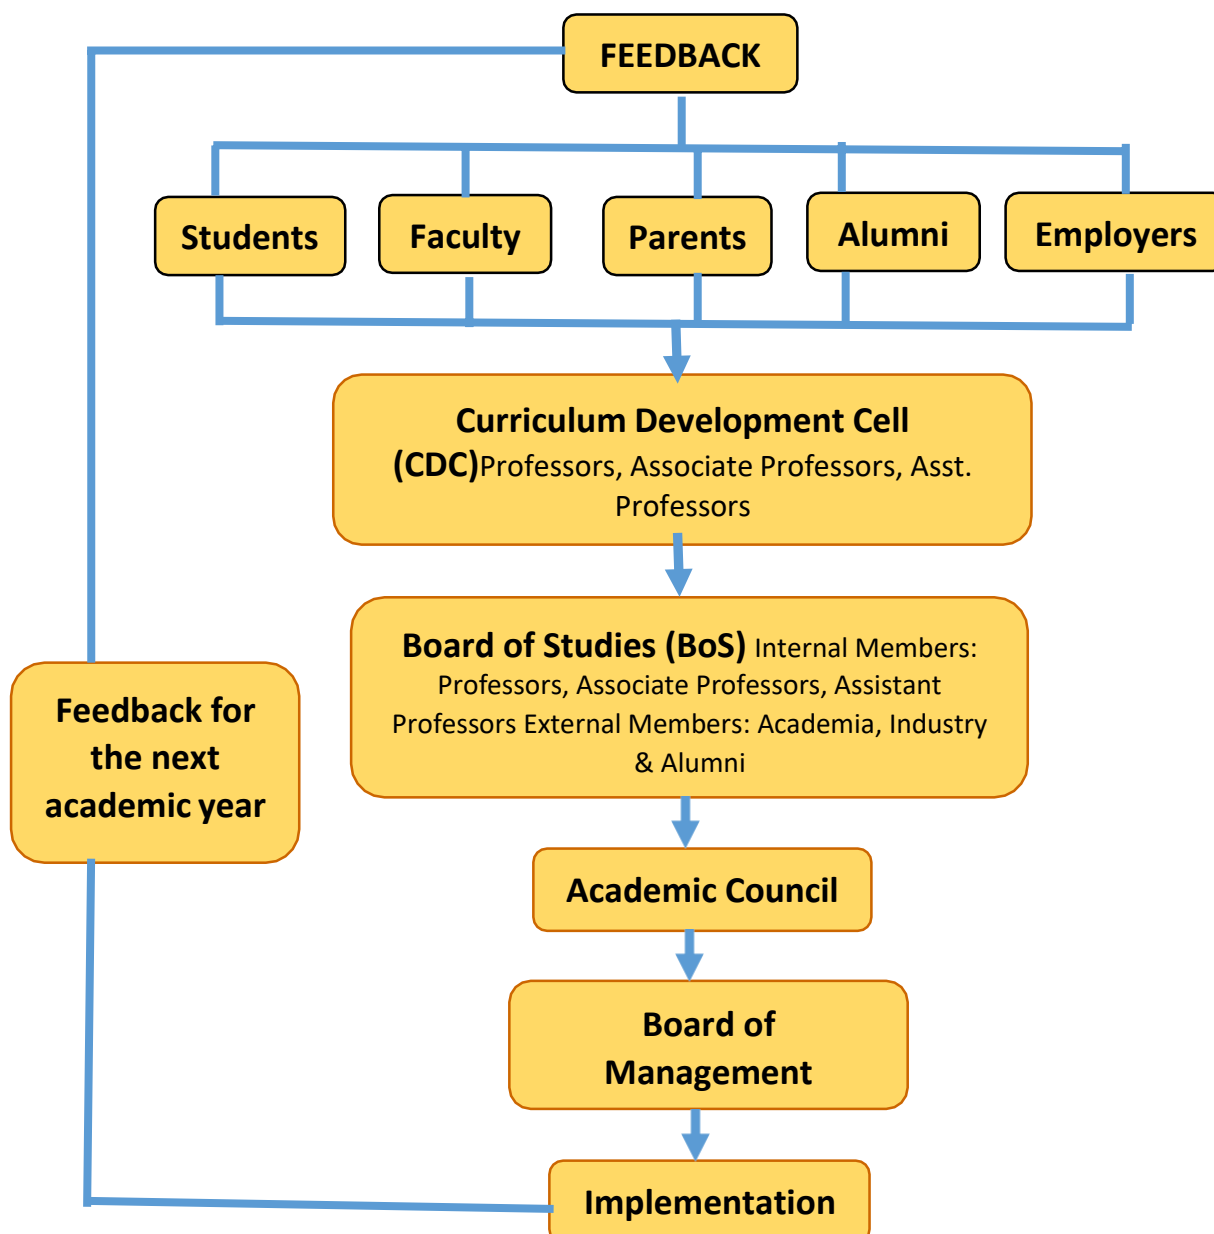 FEEDBACK
Students
Faculty
Parents
Alumni
Employers
Curriculum Development Cell
(CDC)Professors, Associate Professors, Asst.
Professors
Board of Studies (BoS) Internal Members:
Professors, Associate Professors, Assistant
Professors External Members: Academia, Industry
& Alumni
Feedback for
the next
academic year
Academic Council
Board of
Management
Implementation